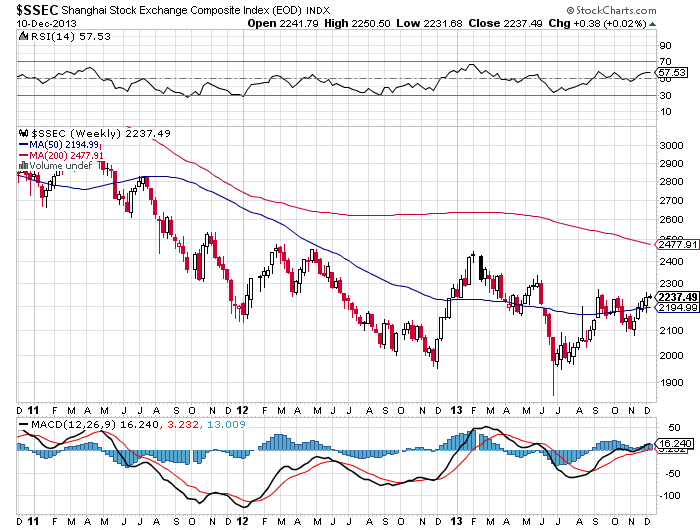 $SSEC Shanghai Stock Exchange Composite Index (EOD) INDX © StockCharts.com
10-Dec-2013 Open 2241.79 High 2250.50 Low 2231.68 Close 2237.49 Chg +0.38 (+0.02%)
RSI(14) 57.53
90
70
57.53
50
30
10
$SSEC (Weekly) 2237.49
MA(50) 2194.99
MA(200) 2477.91
Volume undef
3000
2900
2800
2700
2600
2500
2477.91
2400
2300
2237.49
2194.99
2100
2000
1900
D 11 F M A M J J A S O N 12 F M A M J J A S O N D 13 F M A M J J A S O N D
MACD(12,26,9) 16.240, 3.232, 13.009
50
16.240
3.232
-50
-100
D 11 F M A M J J A S O N 12 F M A M J J A S O N D 13 F M A M J J A S O N D